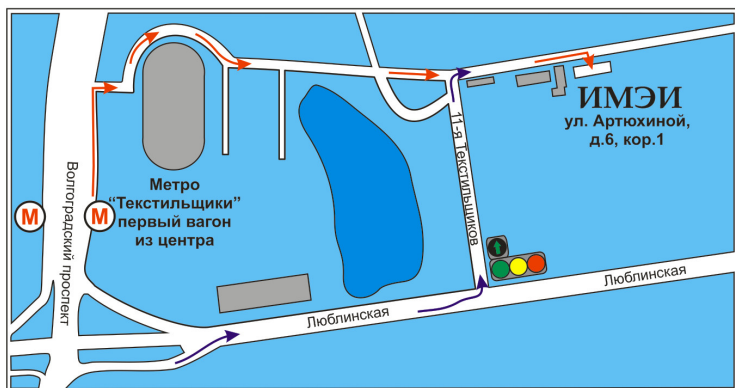 ИМЭИ
ул. Артюхиной,
д.6, кор.1
11-я Текстильщиков
Волгоградский проспект
М
М
Метро
“Текстильщики”
первый вагон
из центра
Люблинская
Люблинская